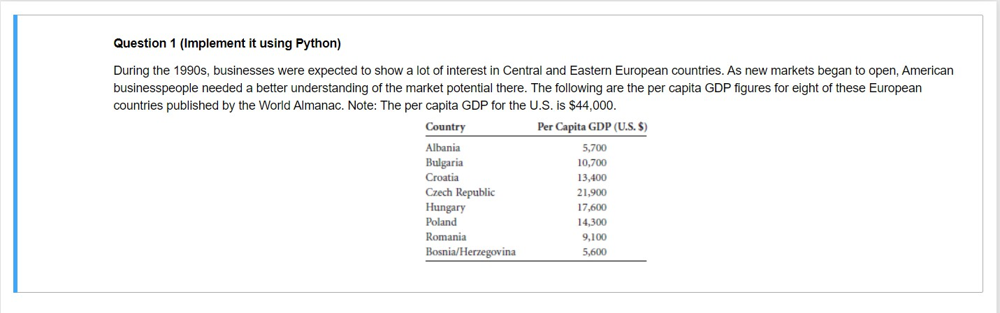 Question 1 (Implement it using Python)
During the 1990s, businesses were expected to show a lot of interest in Central and Eastern European countries. As new markets began to open, American
businesspeople needed a better understanding of the market potential there. The following are the per capita GDP figures for eight of these European
countries published by the World Almanac. Note: The per capita GDP for the U.S. is $44,000.
Country Per Capita GDP (U.S. $)
Albania 5,700
Bulgaria 10,700
Croatia 13,400
Czech Republic 21,900
Hungary 17,600
Poland 14,300
Romania 9,100
Bosnia/Herzegovina 5,600